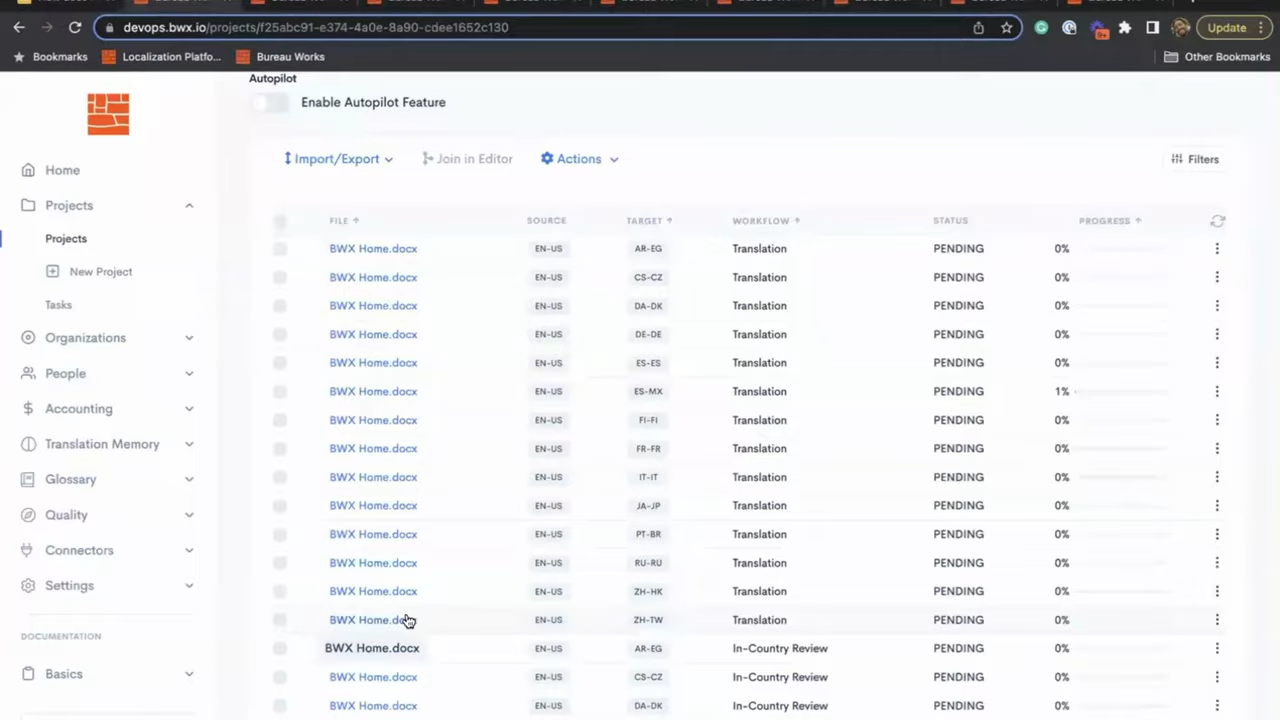 devops.bwx.io/projects/f25abc91-e374-4a0e-8a90-cdee1652c130
Update
Bookmarks
Localization Platfo...
Bureau Works
Other Bookmarks
Autopilot
Enable Autopilot Feature
Import/Export
Join in Editor
Actions
Filters
Home
Projects
Projects
New Project
Tasks
Organizations
People
Accounting
Translation Memory
Glossary
Quality
Connectors
Settings
DOCUMENTATION
Basics
FILE SOURCE TARGET WORKFLOW STATUS PROGRESS
BWX Home.docx EN-US AR-EG Translation PENDING 0%
BWX Home.docx EN-US CS-CZ Translation PENDING 0%
BWX Home.docx EN-US DA-DK Translation PENDING 0%
BWX Home.docx EN-US DE-DE Translation PENDING 0%
BWX Home.docx EN-US ES-ES Translation PENDING 0%
BWX Home.docx EN-US ES-MX Translation PENDING 1%
BWX Home.docx EN-US FI-FI Translation PENDING 0%
BWX Home.docx EN-US FR-FR Translation PENDING 0%
BWX Home.docx EN-US IT-IT Translation PENDING 0%
BWX Home.docx EN-US JA-JP Translation PENDING 0%
BWX Home.docx EN-US PT-BR Translation PENDING 0%
BWX Home.docx EN-US RU-RU Translation PENDING 0%
BWX Home.docx EN-US ZH-HK Translation PENDING 0%
BWX Home.docx EN-US ZH-TW Translation PENDING 0%
BWX Home.docx EN-US AR-EG In-Country Review PENDING 0%
BWX Home.docx EN-US CS-CZ In-Country Review PENDING 0%
BWX Home.docx EN-US DA-DK In-Country Review PENDING 0%